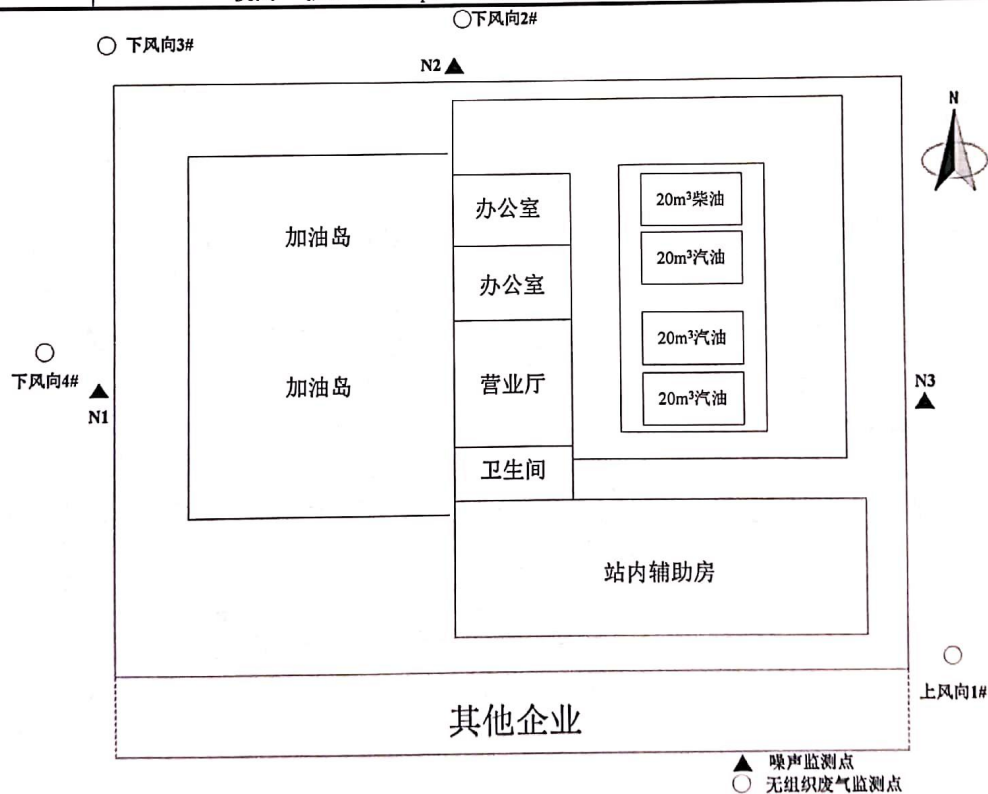 下风向2#
下风向3#
N2
N
办公室
20m³柴油
加油岛
办公室
20m³汽油
20m³汽油
下风向4#
加油岛
营业厅
N3
20m³汽油
N1
卫生间
站内辅助房
上风向1#
其他企业
噪声监测点
无组织废气监测点